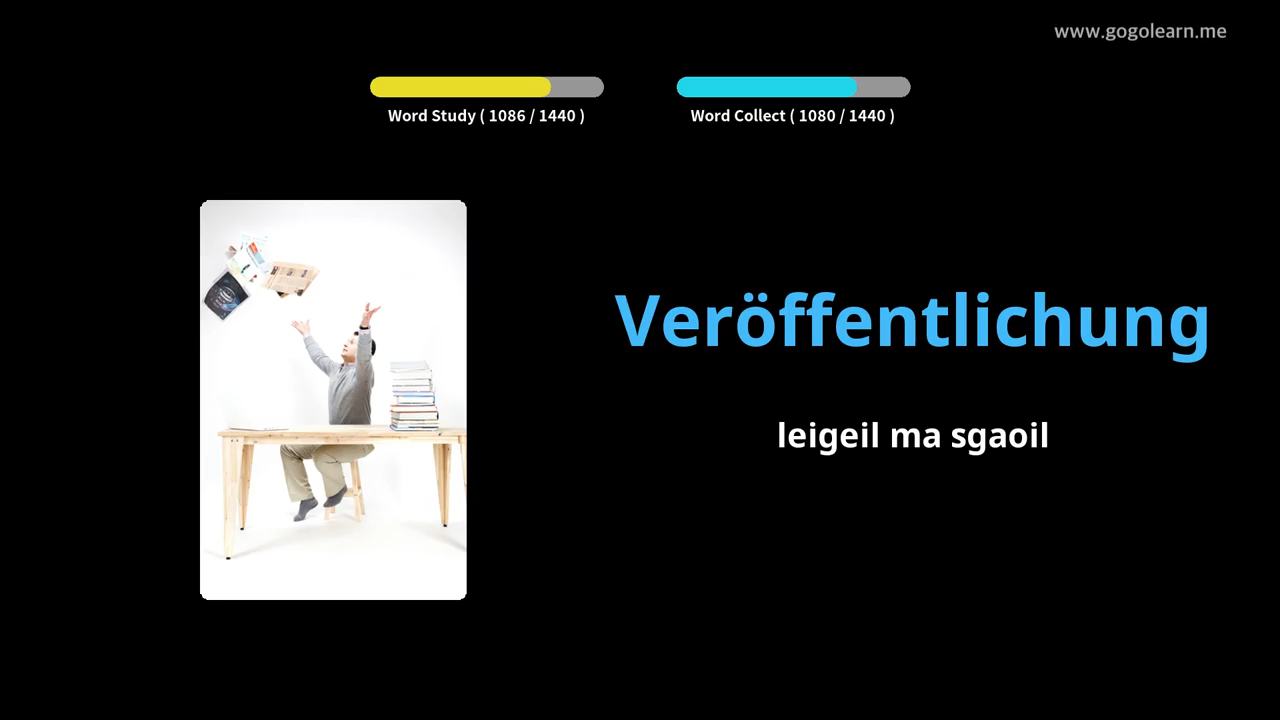 www.gogolearn.me
Word Study ( 1086 / 1440 )
Word Collect ( 1080 / 1440 )
Veröffentlichung
leigeil ma sgaoil